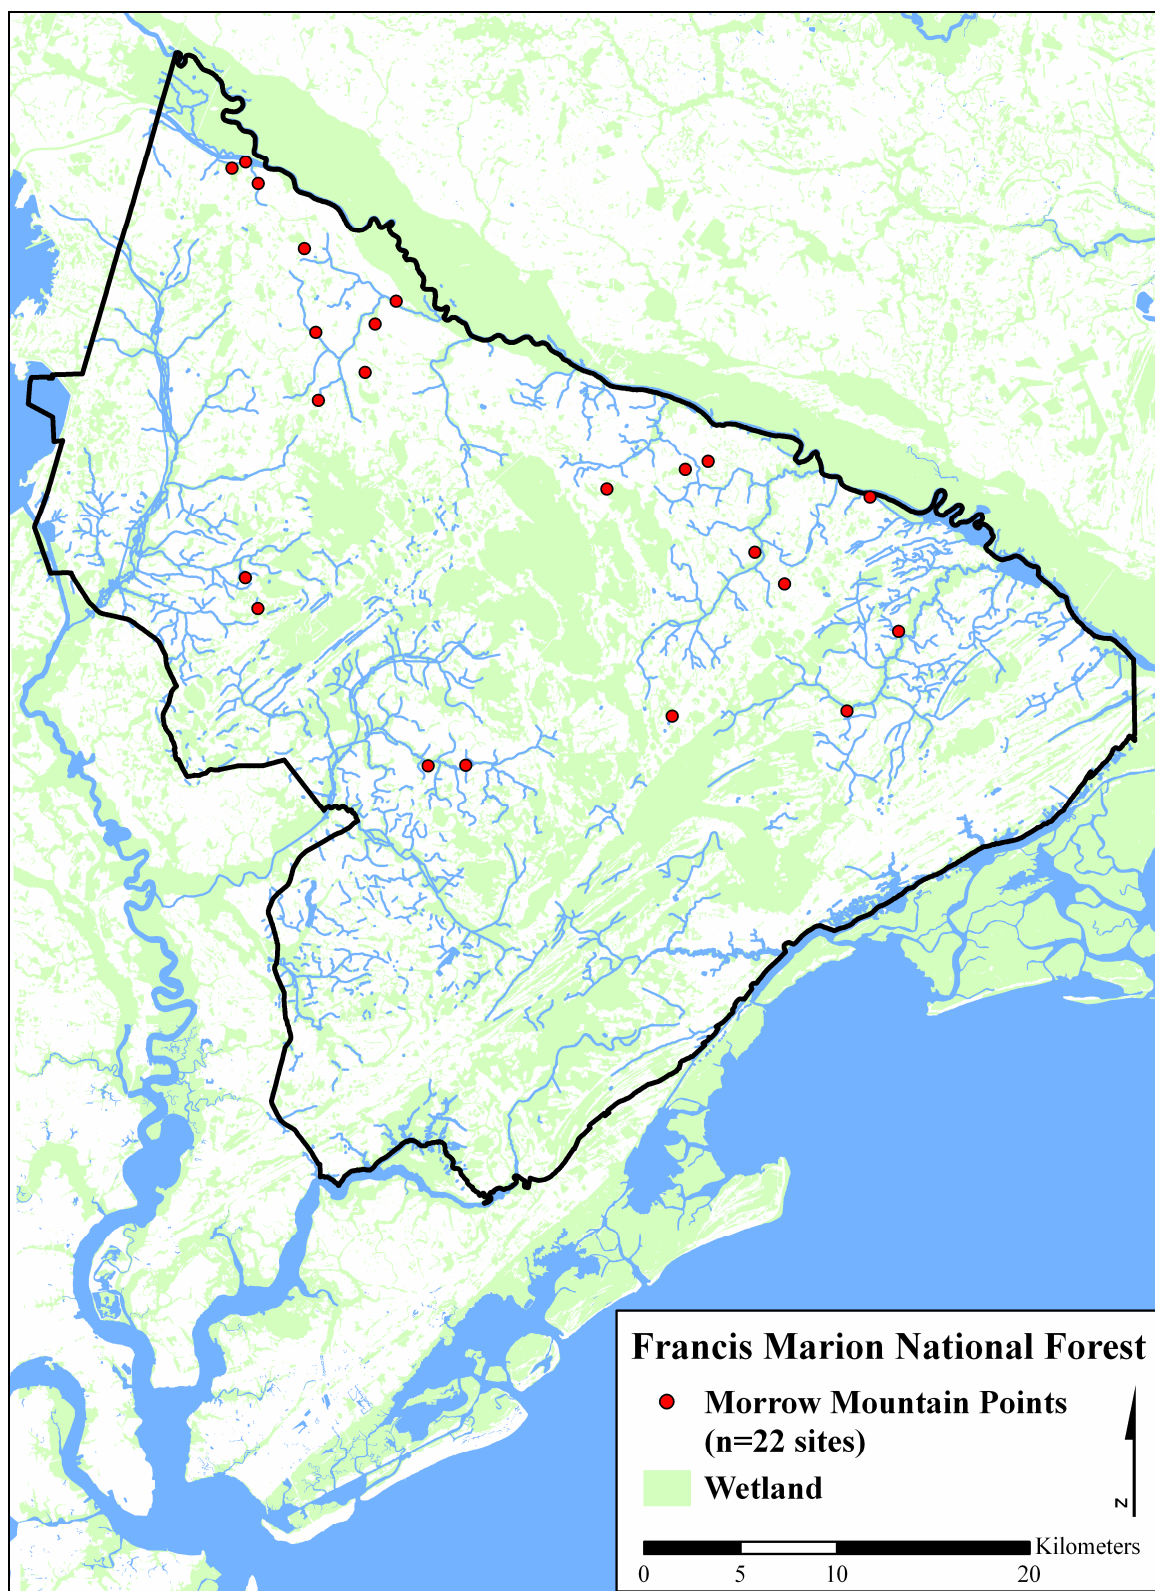 Francis Marion National Forest
Morrow Mountain Points
(n=22 sites)
Wetland
N
Kilometers
0 5 10 20